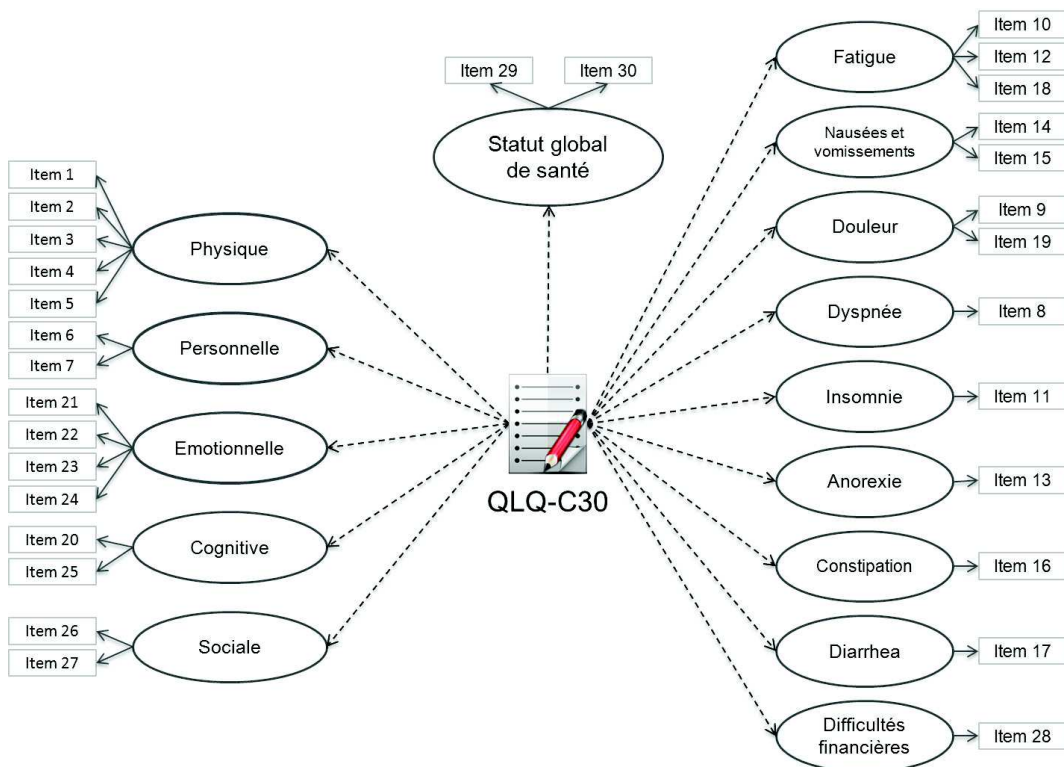 Item 29
Item 30
Statut global
de santé
Item 1
Item 2
Item 3
Item 4
Item 5
Physique
Item 6
Item 7
Personnelle
Item 21
Item 22
Item 23
Item 24
Emotionnelle
Item 20
Item 25
Cognitive
Item 26
Item 27
Sociale
QLQ-C30
Fatigue
Item 10
Item 12
Item 18
Nausées et
vomissements
Item 14
Item 15
Douleur
Item 9
Item 19
Dyspnée
Item 8
Insomnie
Item 11
Anorexie
Item 13
Constipation
Item 16
Diarrhea
Item 17
Difficultés
financières
Item 28